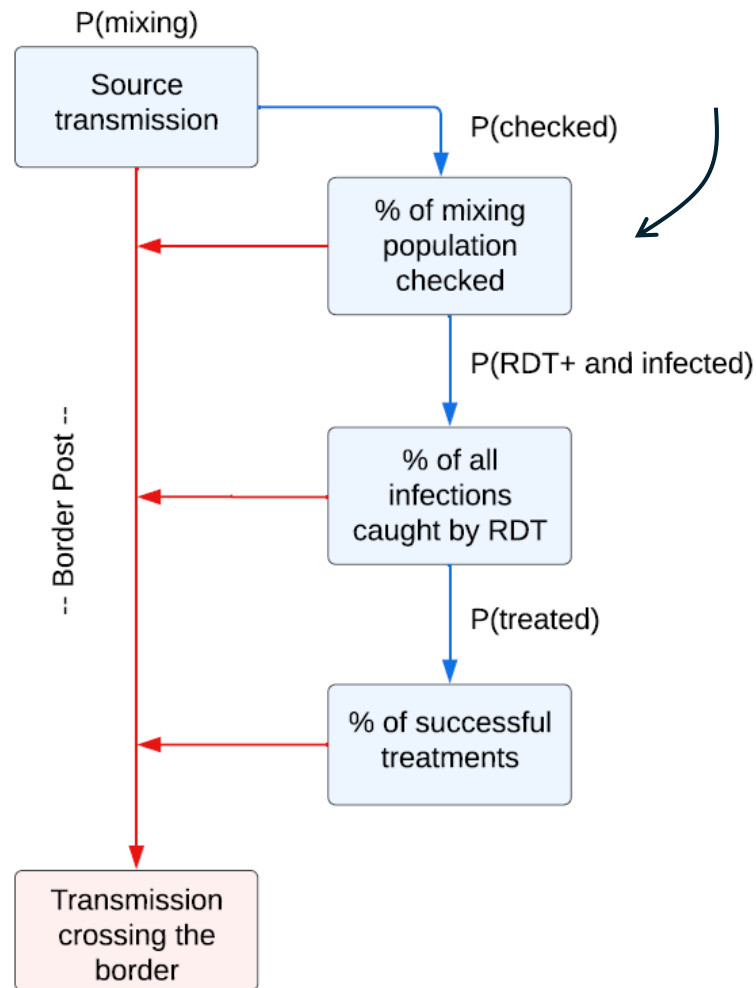 P(mixing)
Source
transmission
P(checked)
% of mixing
population
checked
P(RDT+ and infected)
-- Border Post --
% of all
infections
caught by RDT
P(treated)
% of successful
treatments
Transmission
crossing the
border